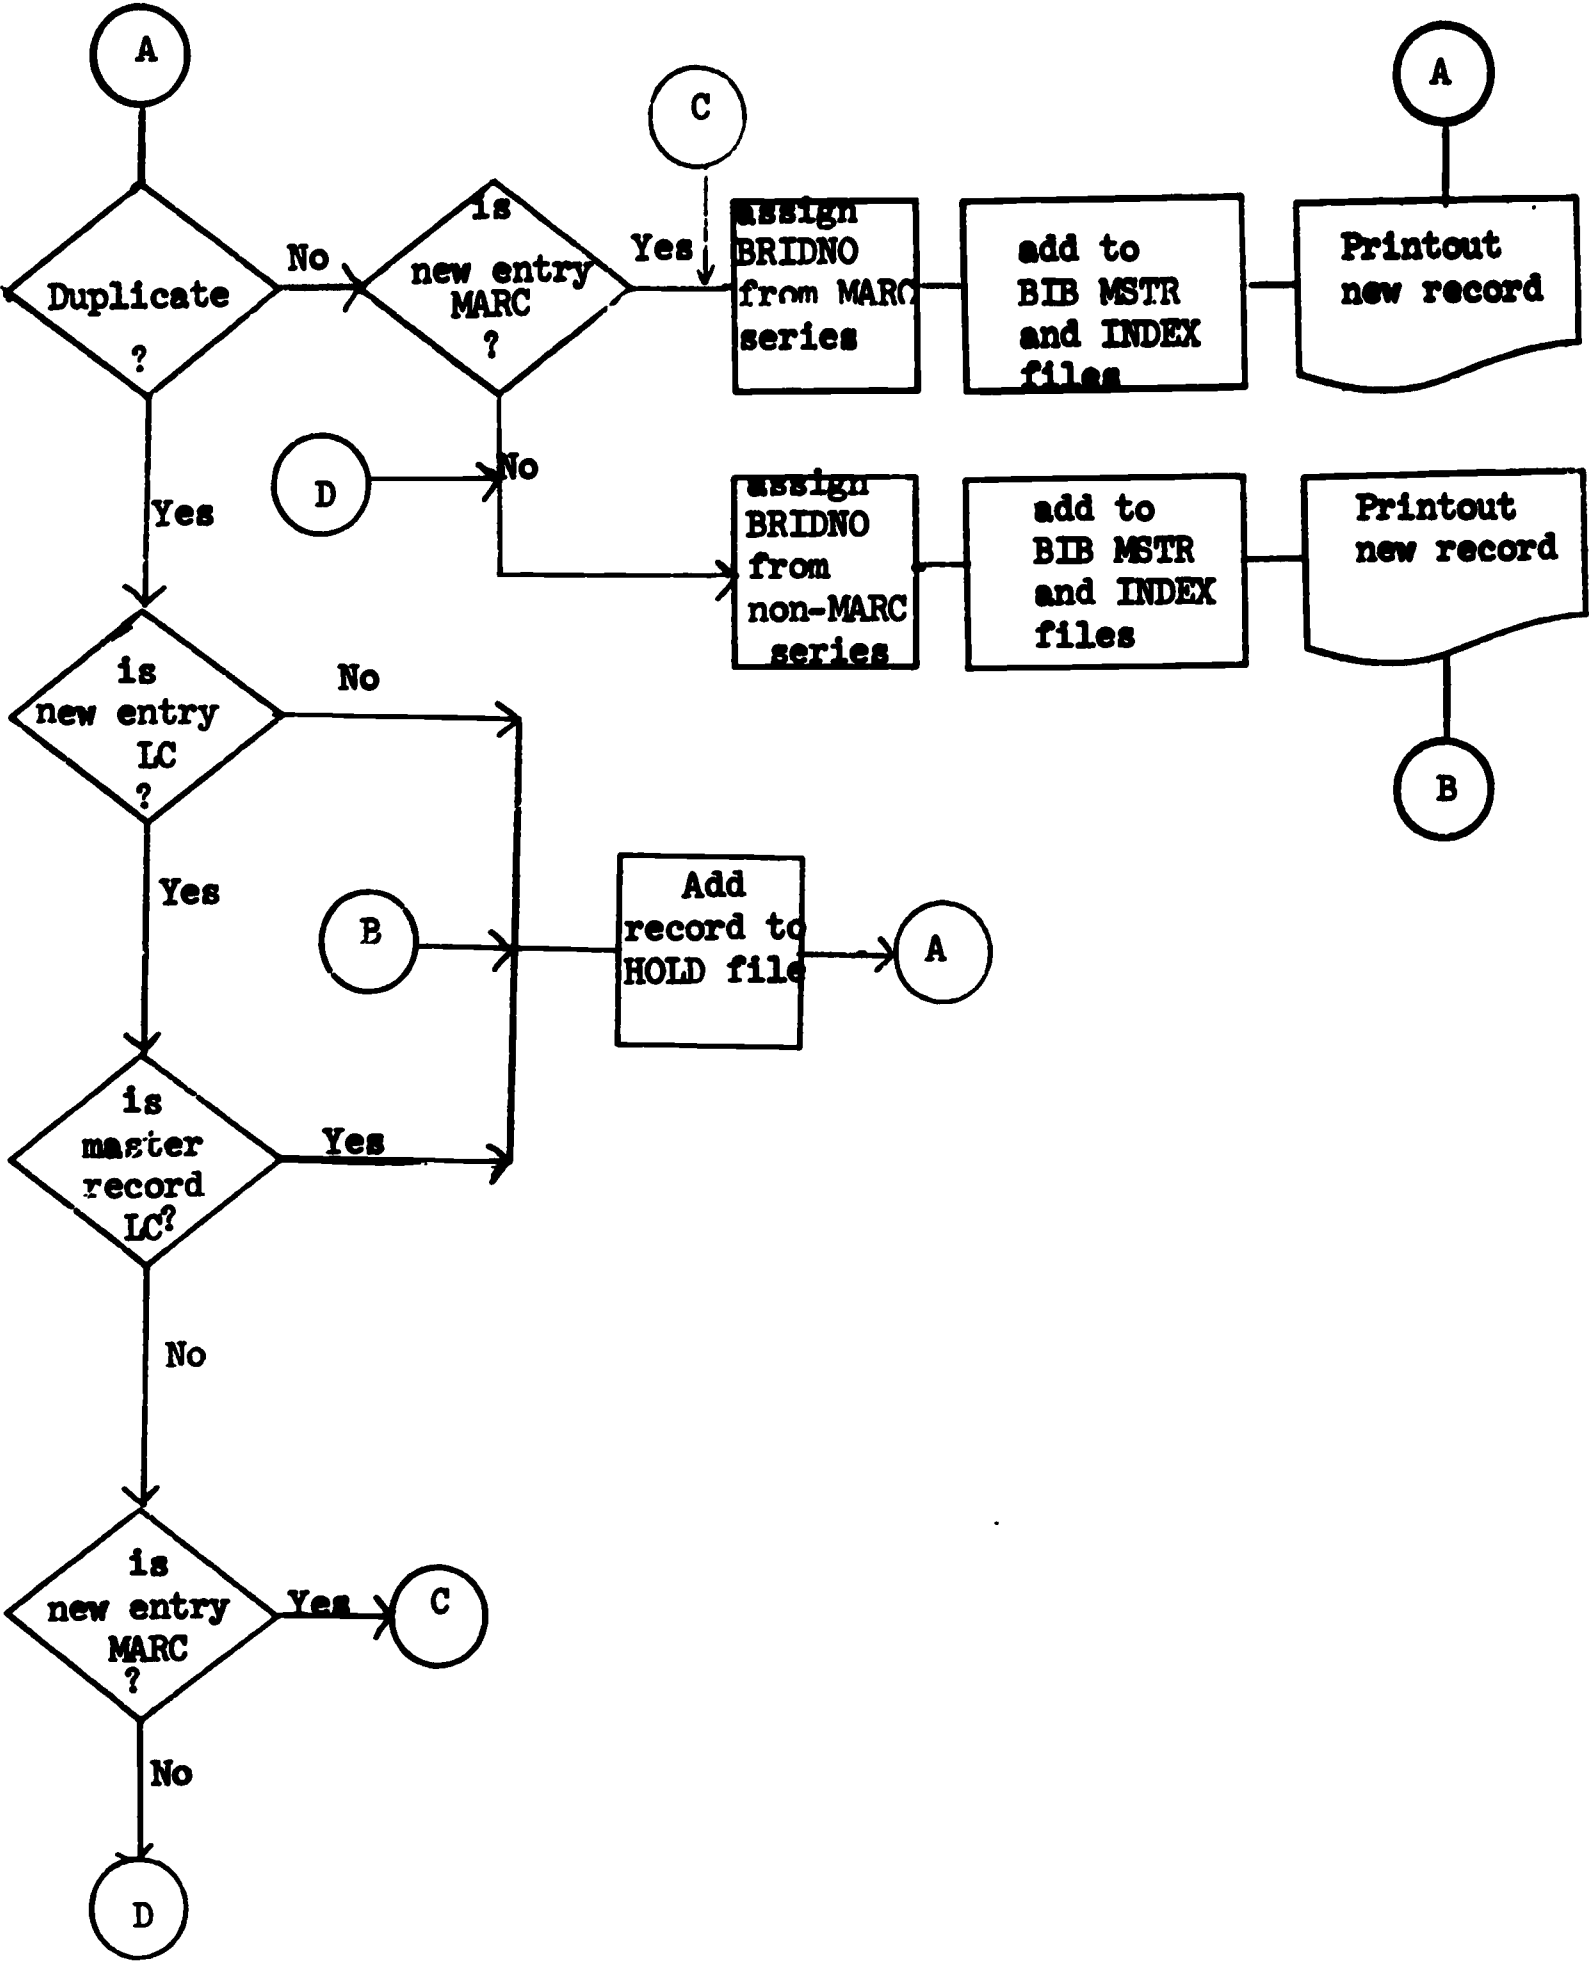 A
C
A
Duplicate
?
No
is
new entry
MARC
?
Yes
assign
BRIDNO
from MARC
series
add to
BIB MSTR
and INDEX
files
Printout
new record
D
No
assign
BRIDNO
from
non-MARC
series
add to
BIB MSTR
and INDEX
files
Printout
new record
B
Yes
is
new entry
LC
?
No
Yes
B
Add
record to
HOLD file
A
is
master
record
LC?
Yes
No
is
new entry
MARC
?
Yes
C
No
D